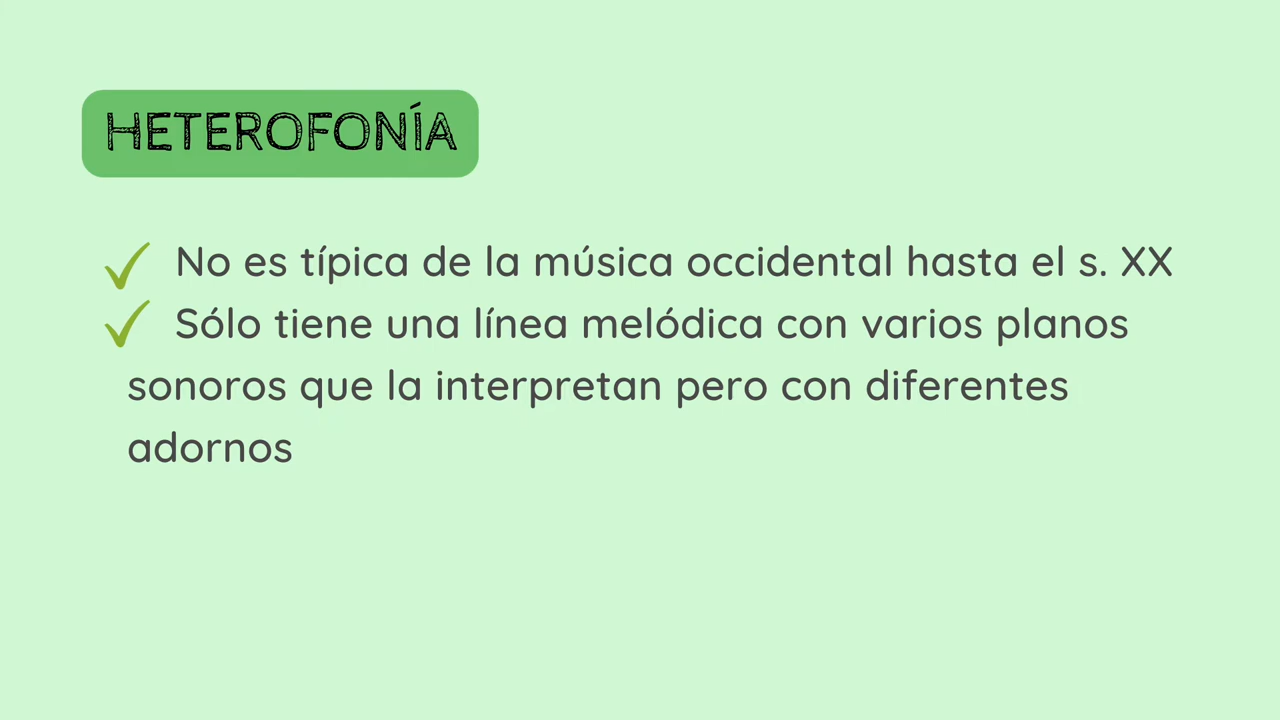 HETEROFONÍA
No es típica de la música occidental hasta el s. XX
Sólo tiene una línea melódica con varios planos
sonoros que la interpretan pero con diferentes
adornos